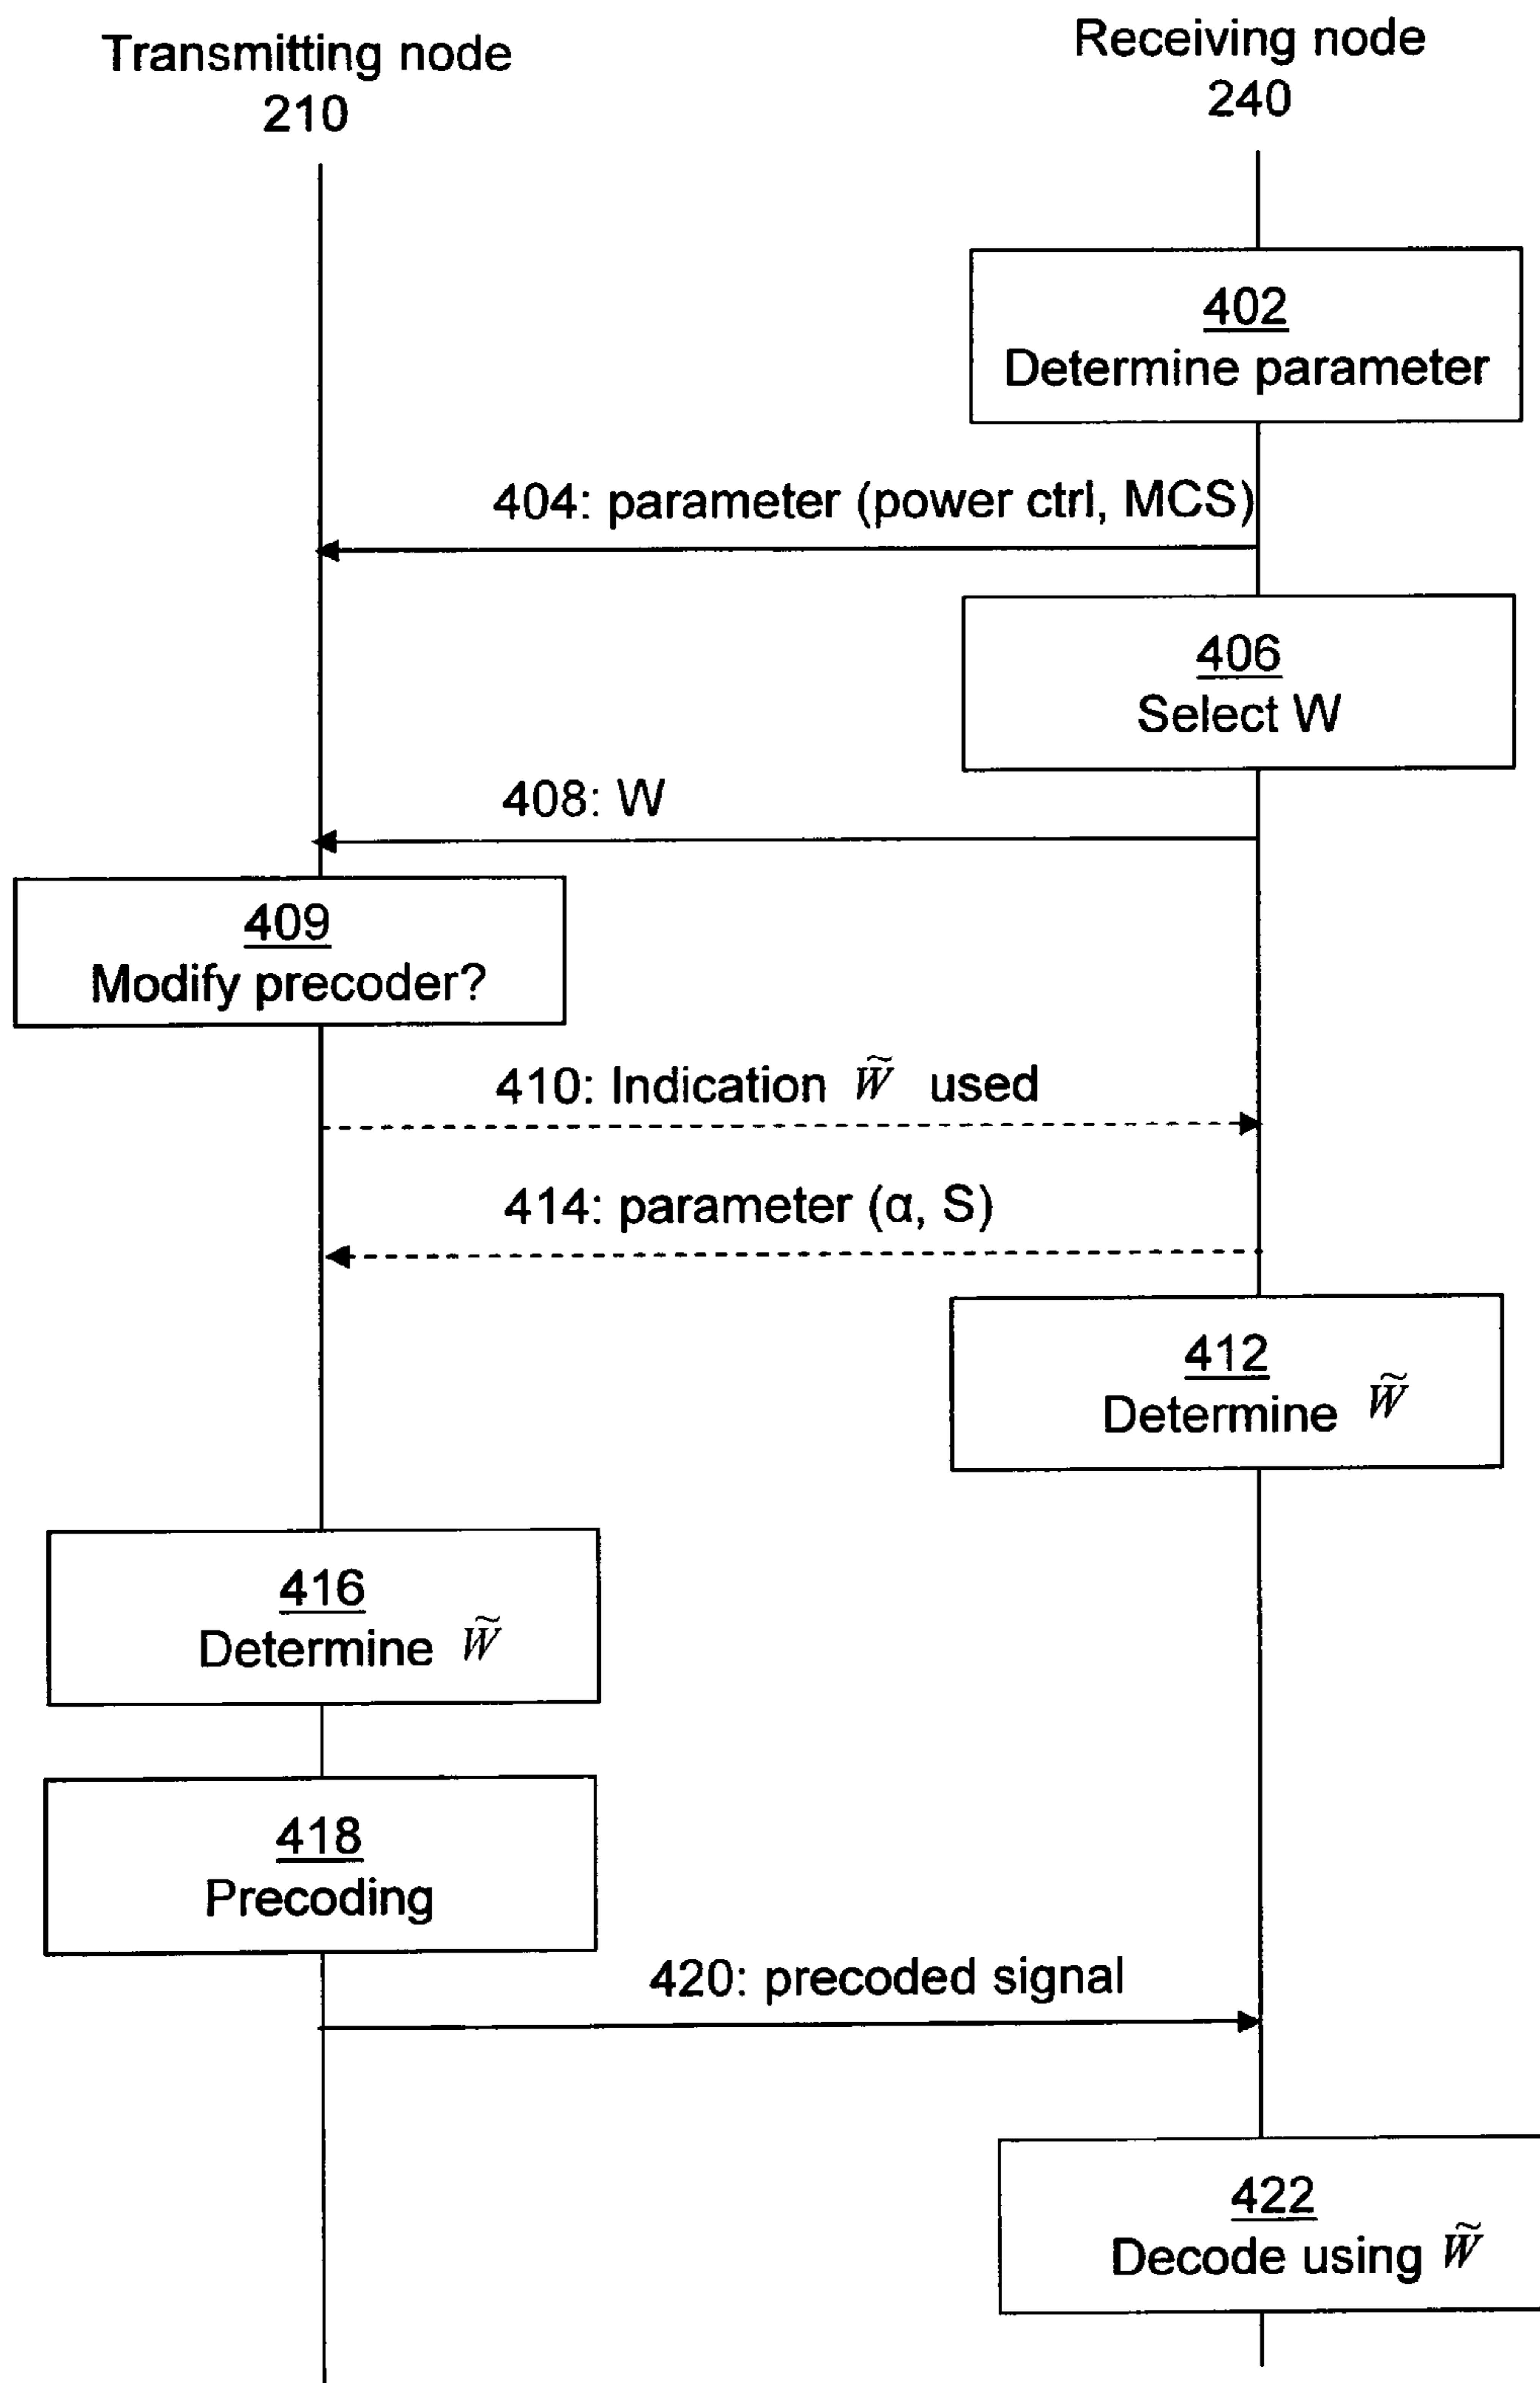 Transmitting node
210
Receiving node
240
402
Determine parameter
404: parameter (power ctrl, MCS)
406
Select W
408: W
409
Modify precoder?
410: Indication W̃ used
414: parameter (α, S)
412
Determine W̃
416
Determine W̃
418
Precoding
420: precoded signal
422
Decode using W̃